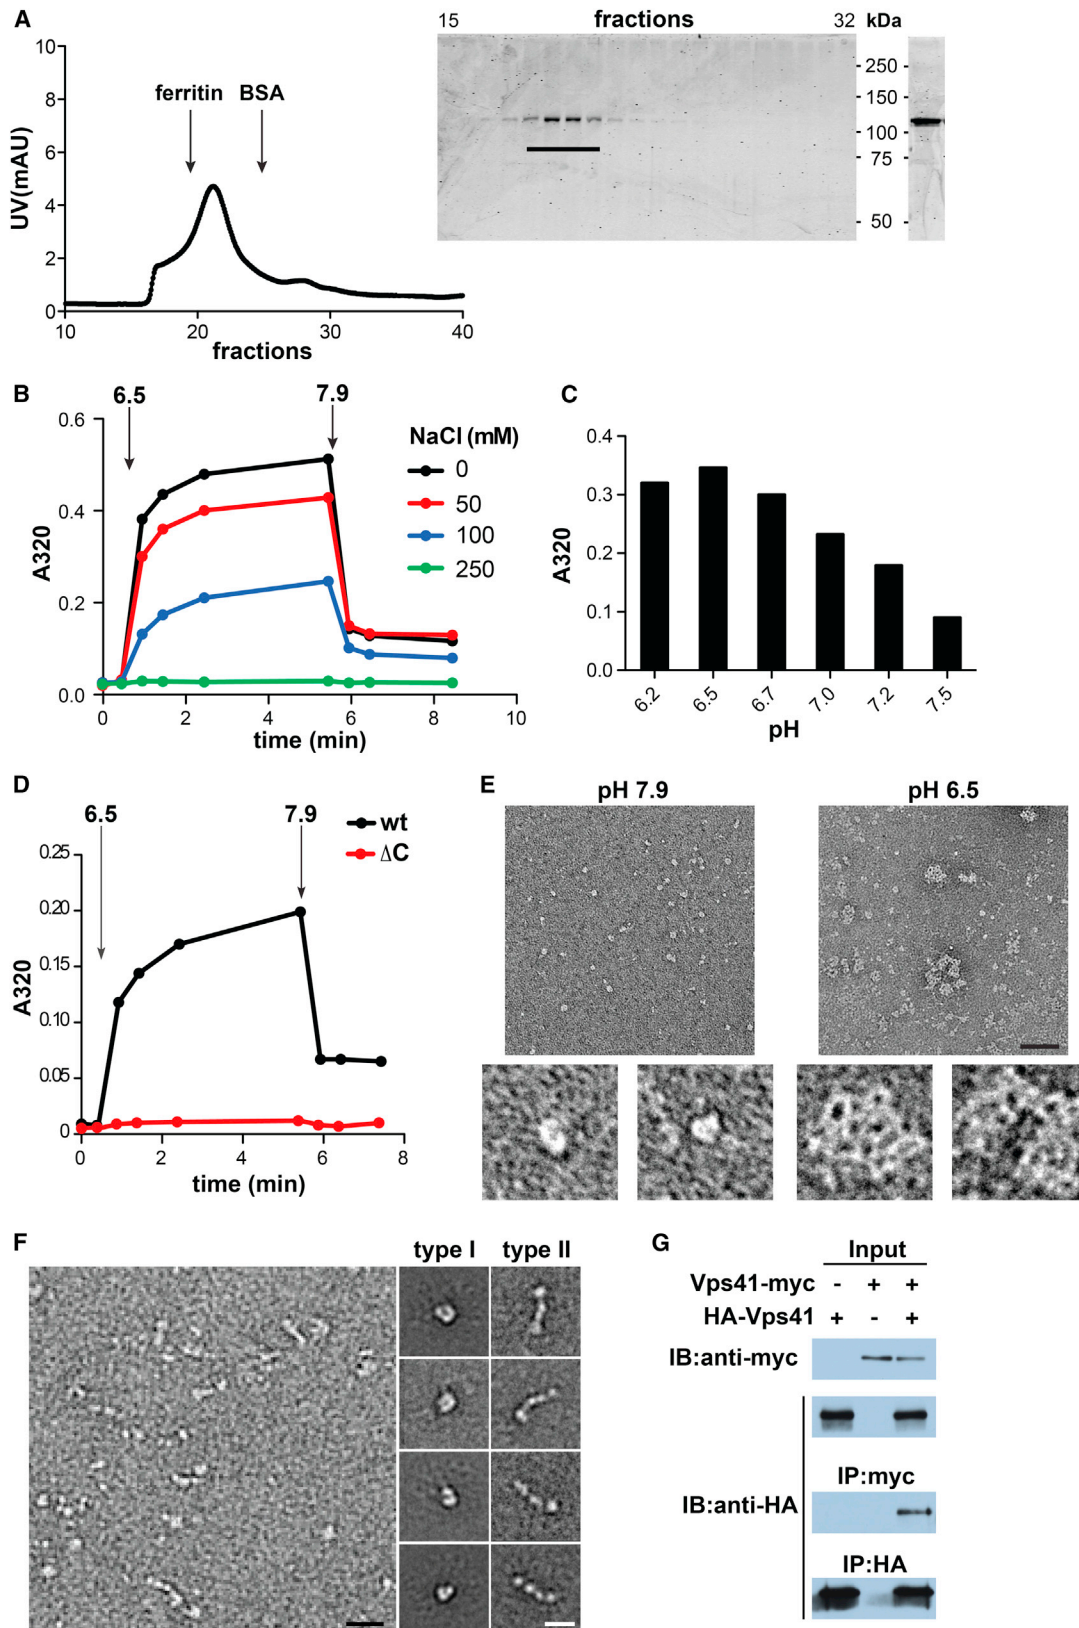 A
15 fractions 32 kDa
UV(mAU)
10
8
6
4
2
0
ferritin BSA
10 20 30 40
fractions
250
150
100
75
50
B
6.5 7.9
A320
0.6
0.4
0.2
0.0
NaCl (mM)
0
50
100
250
0 2 4 6 8 10
time (min)
C
A320
0.4
0.3
0.2
0.1
0.0
6.2 6.5 6.7 7.0 7.2 7.5
pH
D
6.5 7.9
wt
ΔC
A320
0.25
0.20
0.15
0.10
0.05
0
0 2 4 6 8
time (min)
E
pH 7.9 pH 6.5
F
type I type II
G
Input
Vps41-myc - + +
HA-Vps41 + - +
IB:anti-myc
IP:myc
IB:anti-HA
IP:HA